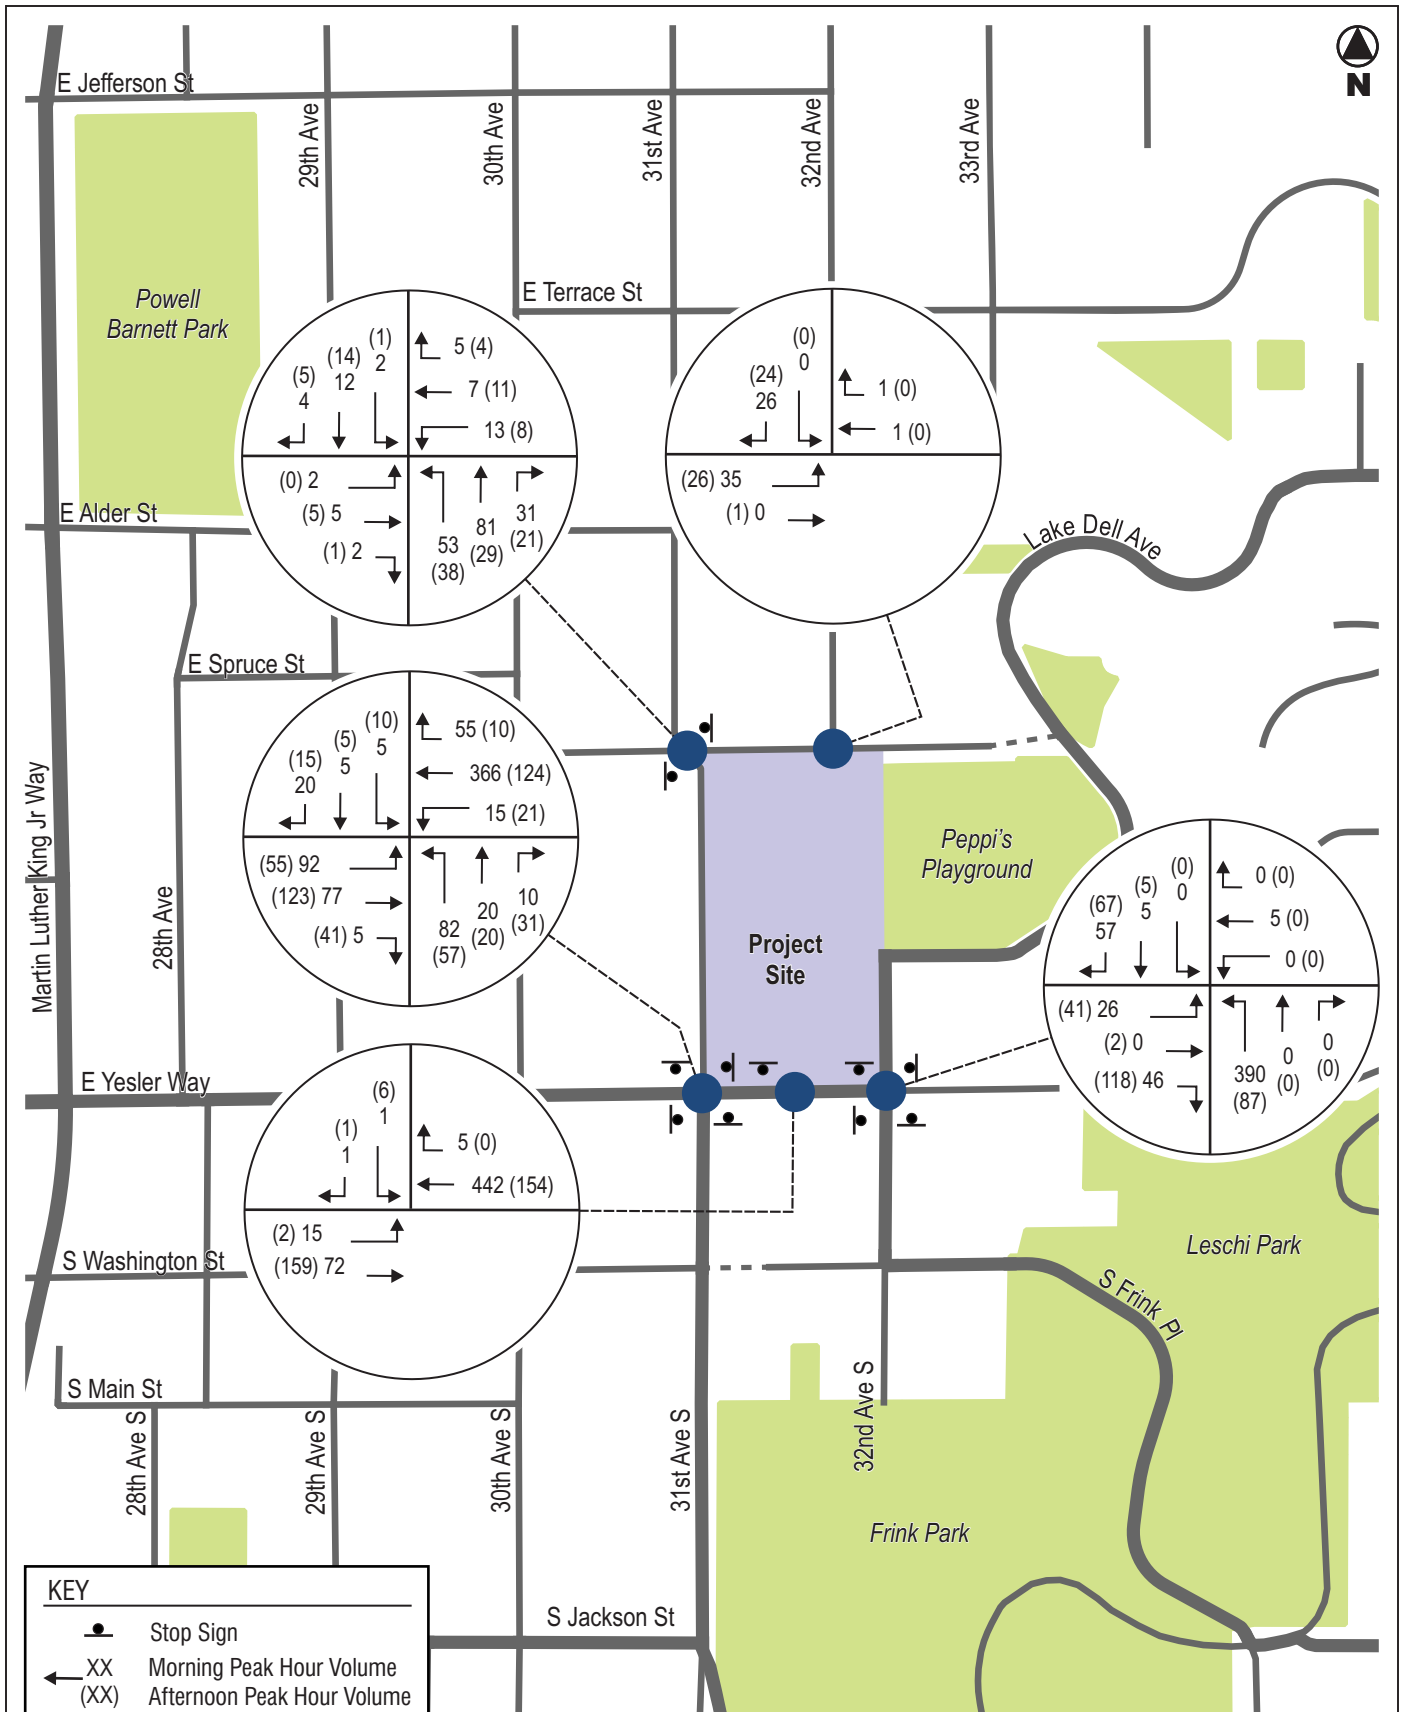 N
E Jefferson St
29th Ave
30th Ave
31st Ave
32nd Ave
33rd Ave
Powell
Barnett Park
E Terrace St
(5)
4
(14)
12
(1)
2
5 (4)
7 (11)
13 (8)
(0) 2
(5) 5
(1) 2
53
(38)
81
(29)
31
(21)
(24)
26
(0)
0
1 (0)
1 (0)
(26) 35
(1) 0
E Alder St
Lake Dell Ave
E Spruce St
(15)
20
(5)
5
(10)
5
55 (10)
366 (124)
15 (21)
(55) 92
(123) 77
(41) 5
82
(57)
20
(20)
10
(31)
Martin Luther King Jr Way
28th Ave
Peppi's
Playground
Project
Site
(67)
57
(5)
5
(0)
0
0 (0)
5 (0)
0 (0)
(41) 26
(2) 0
(118) 46
390
(87)
0
(0)
0
(0)
E Yesler Way
(1)
1
(6)
1
5 (0)
442 (154)
(2) 15
(159) 72
S Washington St
Leschi Park
S Frink Pl
S Main St
28th Ave S
29th Ave S
30th Ave S
31st Ave S
32nd Ave S
Frink Park
S Jackson St
KEY
Stop Sign
XX Morning Peak Hour Volume
(XX) Afternoon Peak Hour Volume